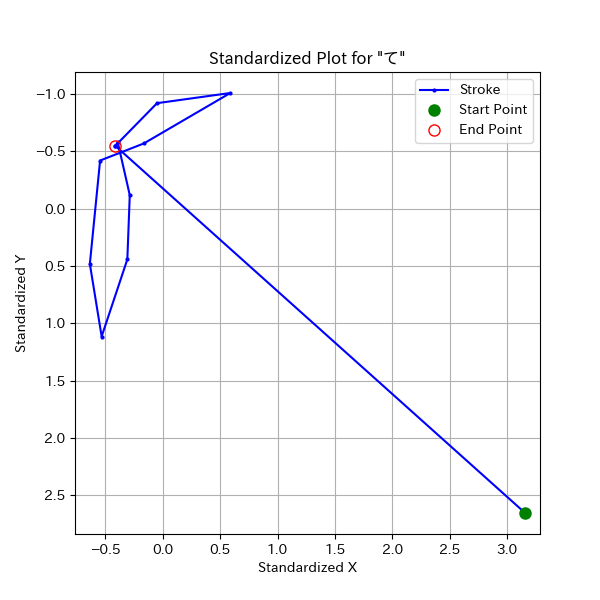 Standardized Plot for "て"
Stroke
Start Point
End Point
−1.0
−0.5
0.0
0.5
1.0
1.5
2.0
2.5
Standardized Y
−0.5 0.0 0.5 1.0 1.5 2.0 2.5 3.0
Standardized X